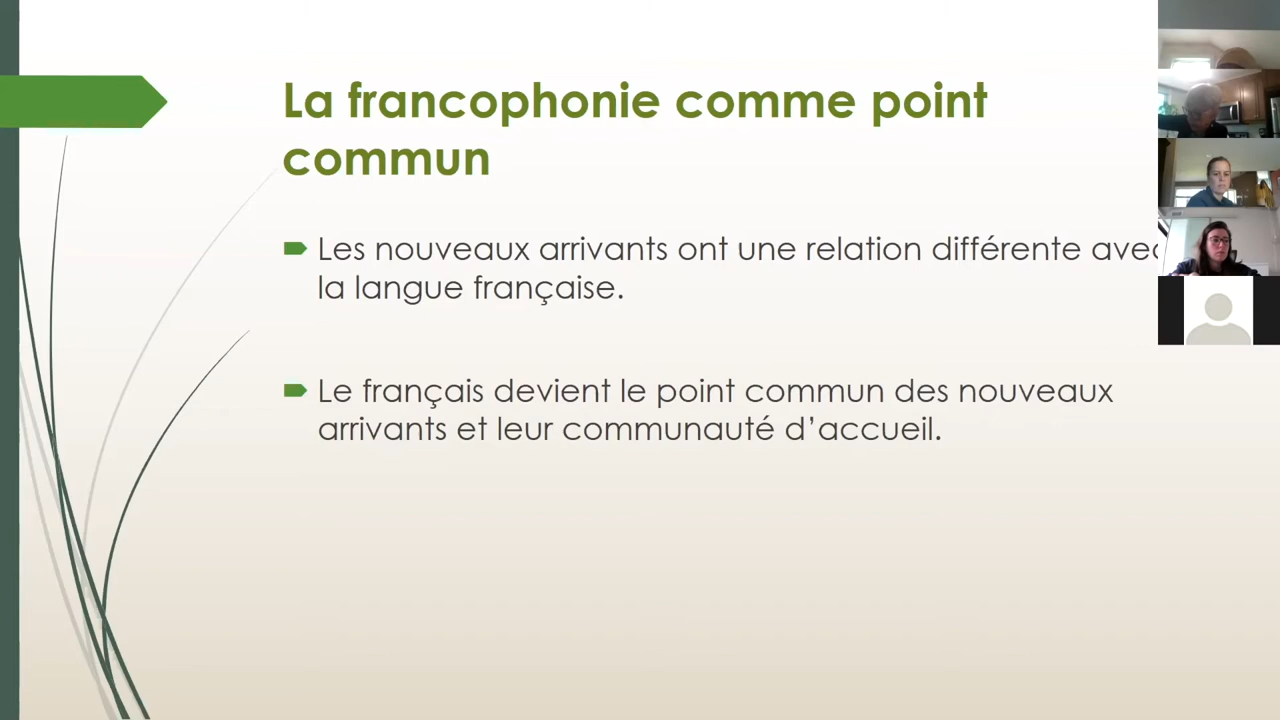 La francophonie comme point
commun
Les nouveaux arrivants ont une relation différente avec
la langue française.
Le français devient le point commun des nouveaux
arrivants et leur communauté d’accueil.